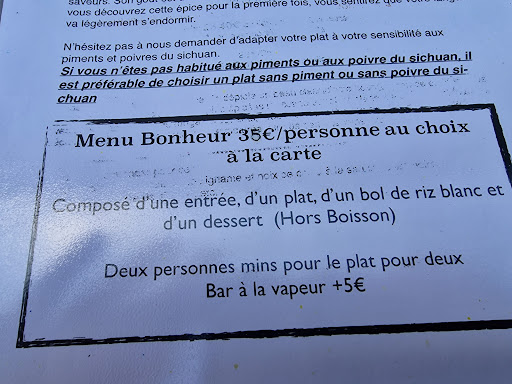 saveurs. Son goût est
vous découvrez cette épice pour la première fois, vous sentirez que votre
va légèrement s'endormir.
N'hésitez pas à nous demander d'adapter votre plat à votre sensibilité aux
piments et poivres du sichuan.
Si vous n'êtes pas habitué aux piments ou aux poivre du sichuan, il
est préférable de choisir un plat sans piment ou sans poivre du si-
chuan
Menu Bonheur 35€/personne au choix
à la carte
Composé d'une entrée, d'un plat, d'un bol de riz blanc et
d'un dessert (Hors Boisson)
Deux personnes mins pour le plat pour deux
Bar à la vapeur +5€